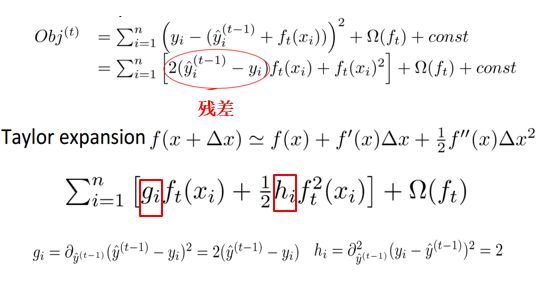 Obj^{(t)} = \sum_{i=1}^{n} \left( y_i - (\hat{y}_i^{(t-1)} + f_t(x_i)) \right)^2 + \Omega(f_t) + const
= \sum_{i=1}^{n} \left[ 2(\hat{y}_i^{(t-1)} - y_i) f_t(x_i) + f_t(x_i)^2 \right] + \Omega(f_t) + const
残差
Taylor expansion f(x + \Delta x) \simeq f(x) + f'(x)\Delta x + \frac{1}{2} f''(x)\Delta x^2
\sum_{i=1}^{n} \left[ g_i f_t(x_i) + \frac{1}{2} h_i f_t^2(x_i) \right] + \Omega(f_t)
g_i = \partial_{\hat{y}^{(t-1)}} (\hat{y}^{(t-1)} - y_i)^2 = 2(\hat{y}^{(t-1)} - y_i) h_i = \partial_{\hat{y}^{(t-1)}}^2 (y_i - \hat{y}^{(t-1)})^2 = 2